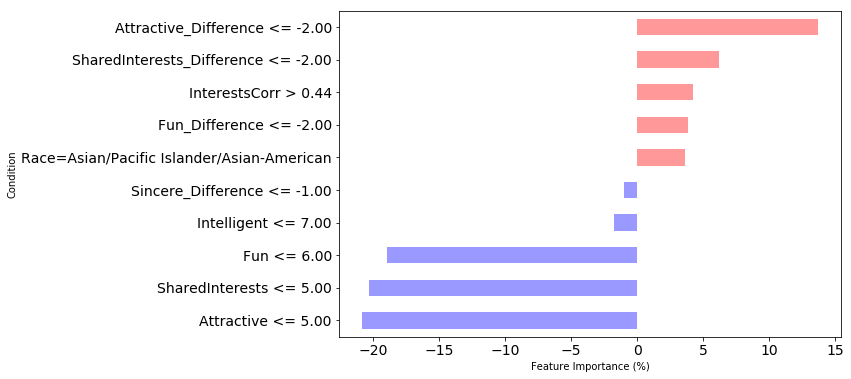 Attractive_Difference <= -2.00
SharedInterests_Difference <= -2.00
InterestsCorr > 0.44
Fun_Difference <= -2.00
Race=Asian/Pacific Islander/Asian-American
Sincere_Difference <= -1.00
Intelligent <= 7.00
Fun <= 6.00
SharedInterests <= 5.00
Attractive <= 5.00
Condition
−20 −15 −10 −5 0 5 10 15
Feature Importance (%)